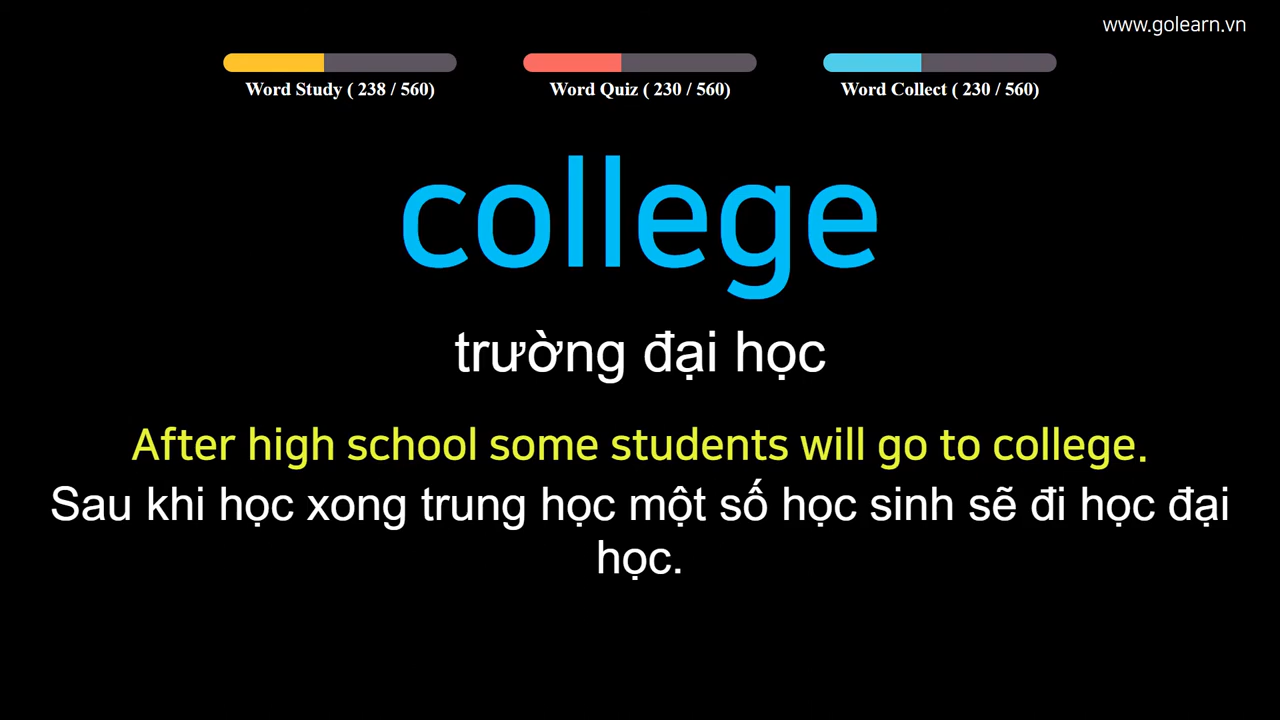 www.golearn.vn
Word Study ( 238 / 560)
Word Quiz ( 230 / 560)
Word Collect ( 230 / 560)
college
trường đại học
After high school some students will go to college.
Sau khi học xong trung học một số học sinh sẽ đi học đại
học.